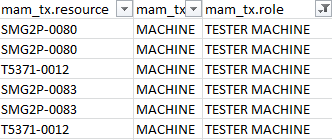 mam_tx.resource mam_tx mam_tx.role
SMG2P-0080 MACHINE TESTER MACHINE
SMG2P-0080 MACHINE TESTER MACHINE
T5371-0012 MACHINE TESTER MACHINE
SMG2P-0083 MACHINE TESTER MACHINE
SMG2P-0083 MACHINE TESTER MACHINE
T5371-0012 MACHINE TESTER MACHINE